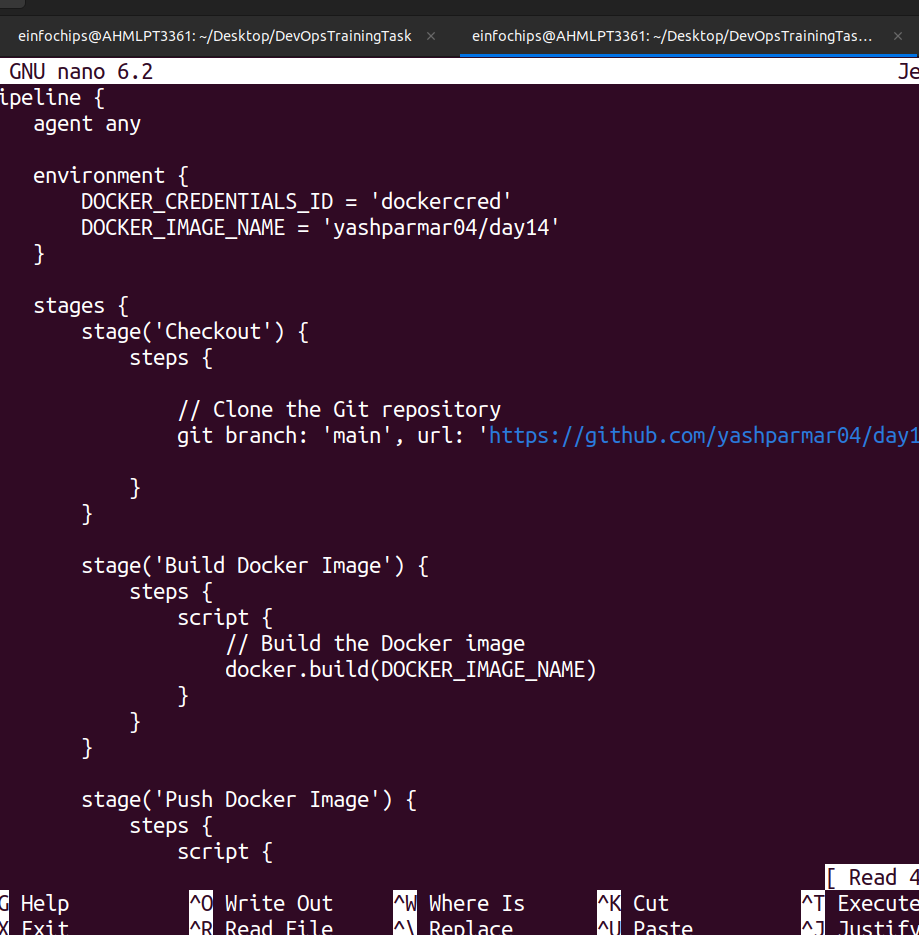 einfochips@AHMLPT3361: ~/Desktop/DevOpsTrainingTask × einfochips@AHMLPT3361: ~/Desktop/DevOpsTrainingTas... ×
GNU nano 6.2 Je
ipeline {
agent any
environment {
DOCKER_CREDENTIALS_ID = 'dockercred'
DOCKER_IMAGE_NAME = 'yashparmar04/day14'
}
stages {
stage('Checkout') {
steps {
// Clone the Git repository
git branch: 'main', url: 'https://github.com/yashparmar04/day1
}
}
stage('Build Docker Image') {
steps {
script {
// Build the Docker image
docker.build(DOCKER_IMAGE_NAME)
}
}
}
stage('Push Docker Image') {
steps {
script {
[ Read 4
G Help ^O Write Out ^W Where Is ^K Cut ^T Execute
X Exit ^R Read File ^\ Replace ^U Paste ^J Justify